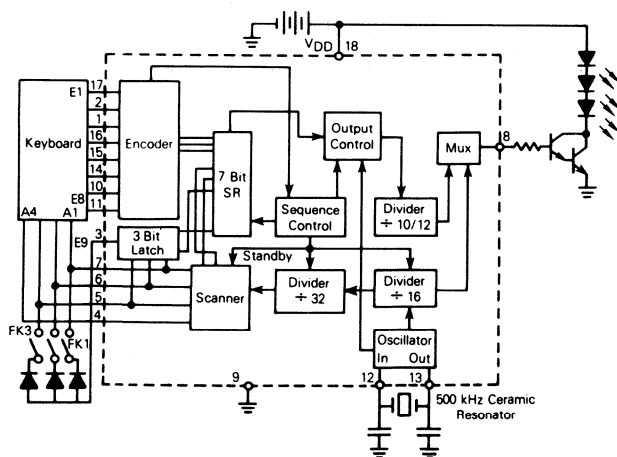 VDD
18
E1
17
2
1
16
15
14
10
E8
11
Keyboard
A4
A1
Encoder
7 Bit
SR
Output
Control
Mux
8
Divider
÷ 10/12
Sequence
Control
E9
3
3 Bit
Latch
7
6
5
4
Scanner
Standby
Divider
÷ 32
Divider
÷ 16
Oscillator
In
Out
FK3
FK1
9
12
13
500 kHz Ceramic
Resonator